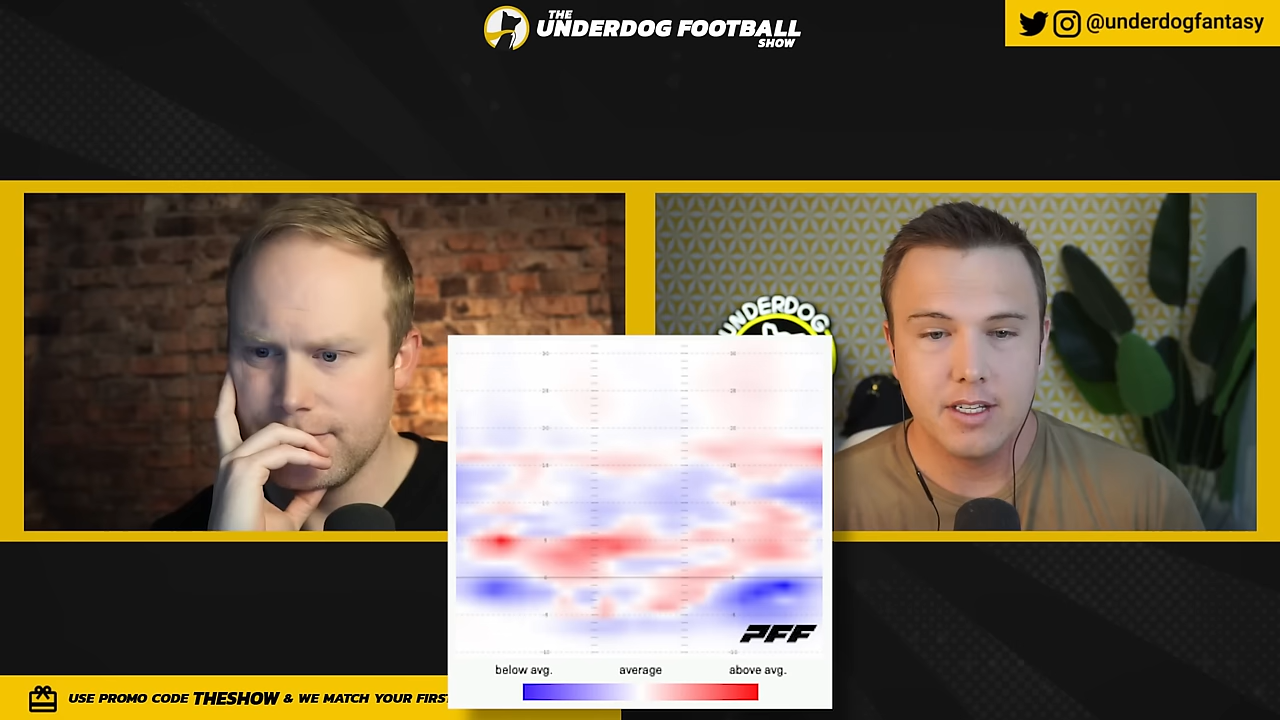 THE
UNDERDOG FOOTBALL
SHOW
@underdogfantasy
UNDERDOG
PFF
below avg.
average
above avg.
USE PROMO CODE THESHOW & WE MATCH YOUR FIRST